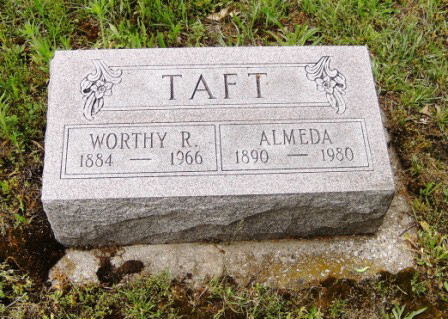 TAFT
WORTHY R. ALMEDA
1884 — 1966 1890 — 1980